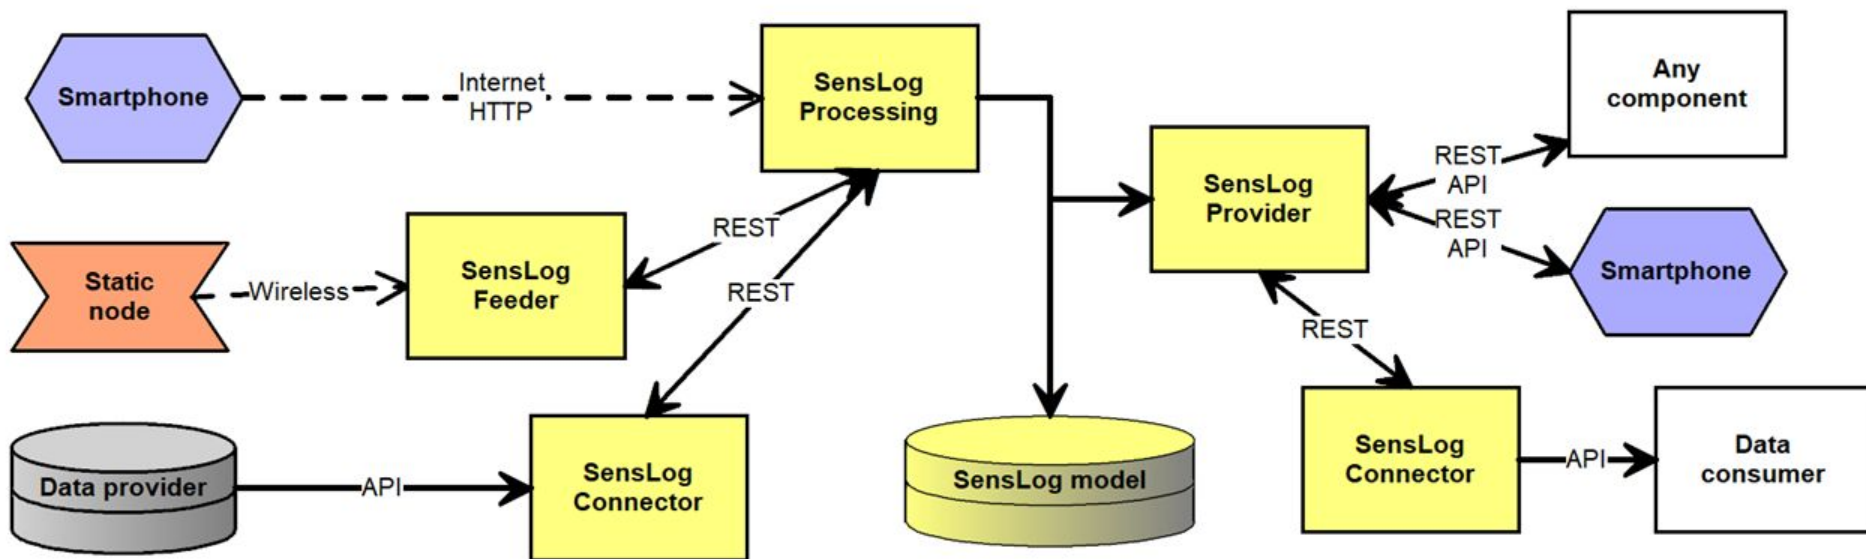 Smartphone
Internet
HTTP
SensLog
Processing
Any
component
REST
API
SensLog
Provider
REST
API
Smartphone
Static
node
Wireless
SensLog
Feeder
REST
REST
REST
Data provider
API
SensLog
Connector
SensLog model
SensLog
Connector
API
Data
consumer